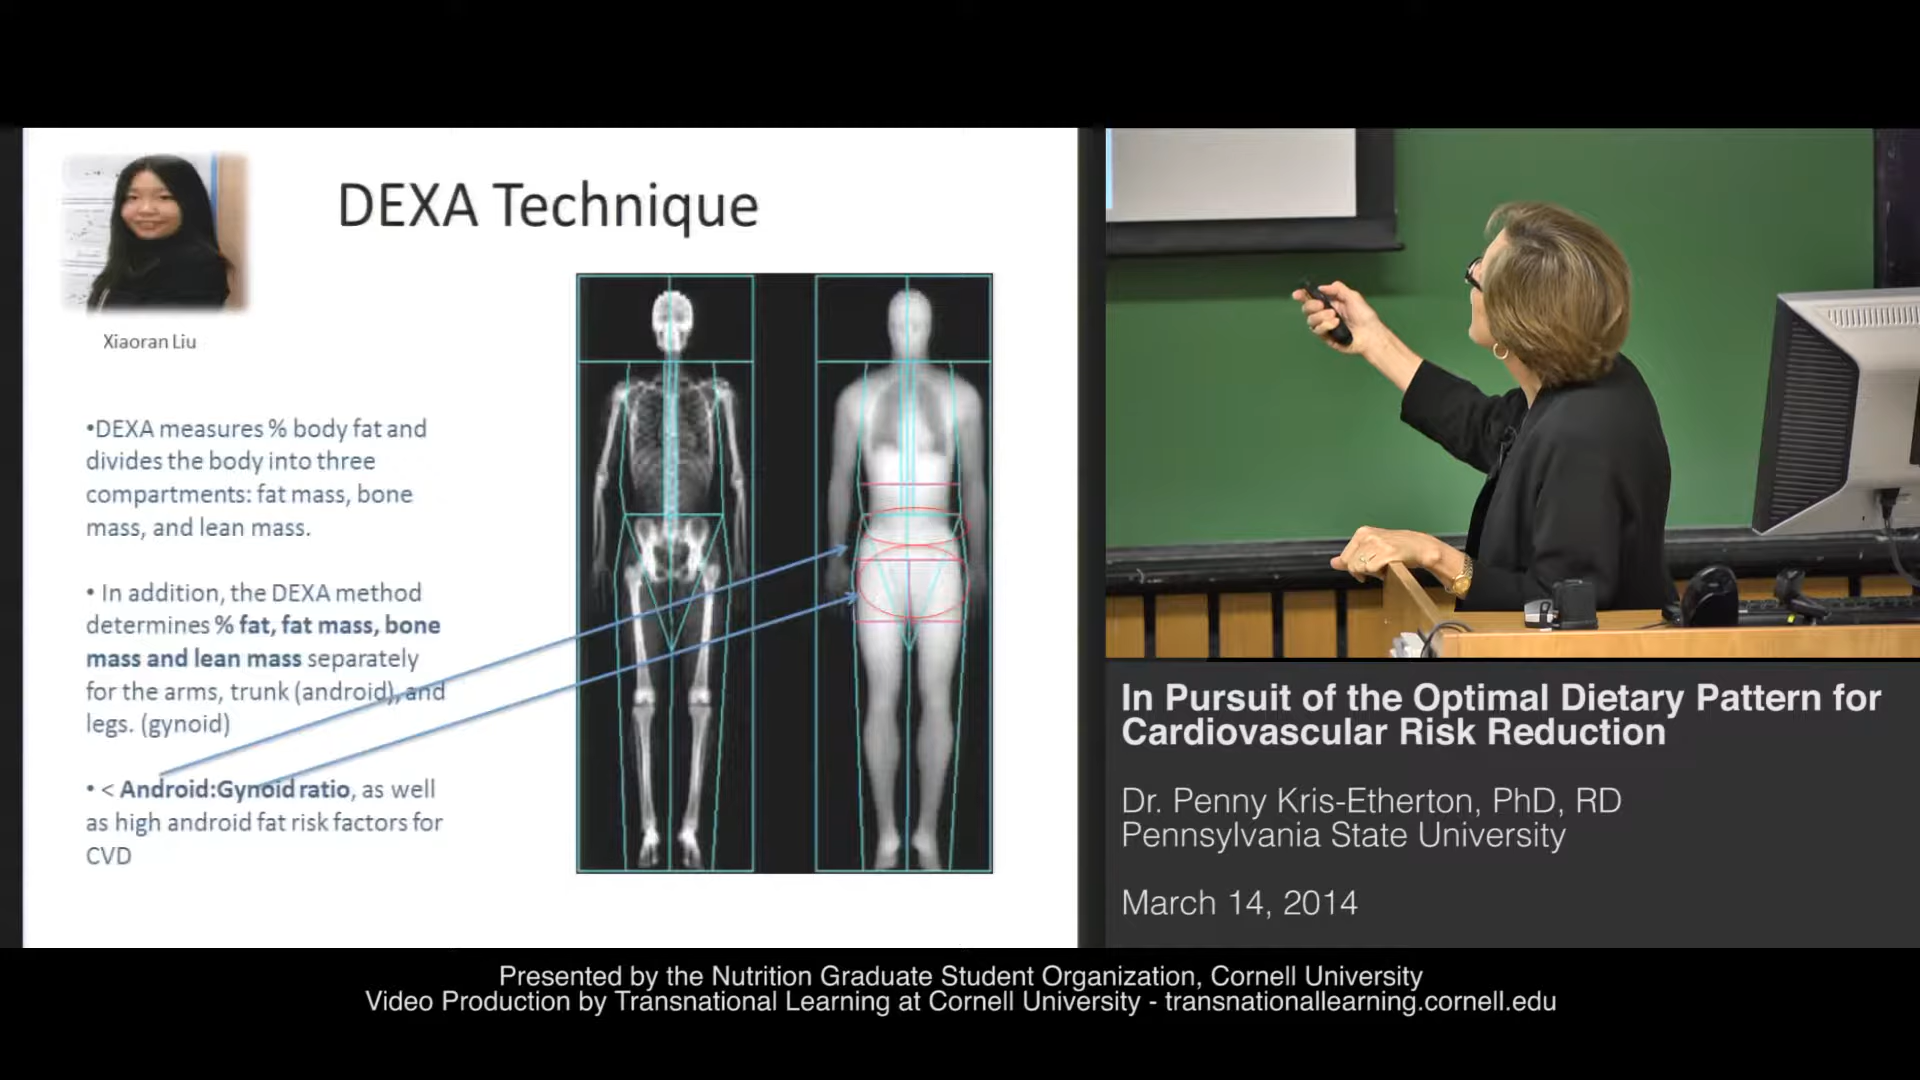 DEXA Technique
Xiaoran Liu
•DEXA measures % body fat and
divides the body into three
compartments: fat mass, bone
mass, and lean mass.
• In addition, the DEXA method
determines % fat, fat mass, bone
mass and lean mass separately
for the arms, trunk (android), and
legs. (gynoid)
• < Android:Gynoid ratio, as well
as high android fat risk factors for
CVD
In Pursuit of the Optimal Dietary Pattern for
Cardiovascular Risk Reduction
Dr. Penny Kris-Etherton, PhD, RD
Pennsylvania State University
March 14, 2014
Presented by the Nutrition Graduate Student Organization, Cornell University
Video Production by Transnational Learning at Cornell University - transnationallearning.cornell.edu